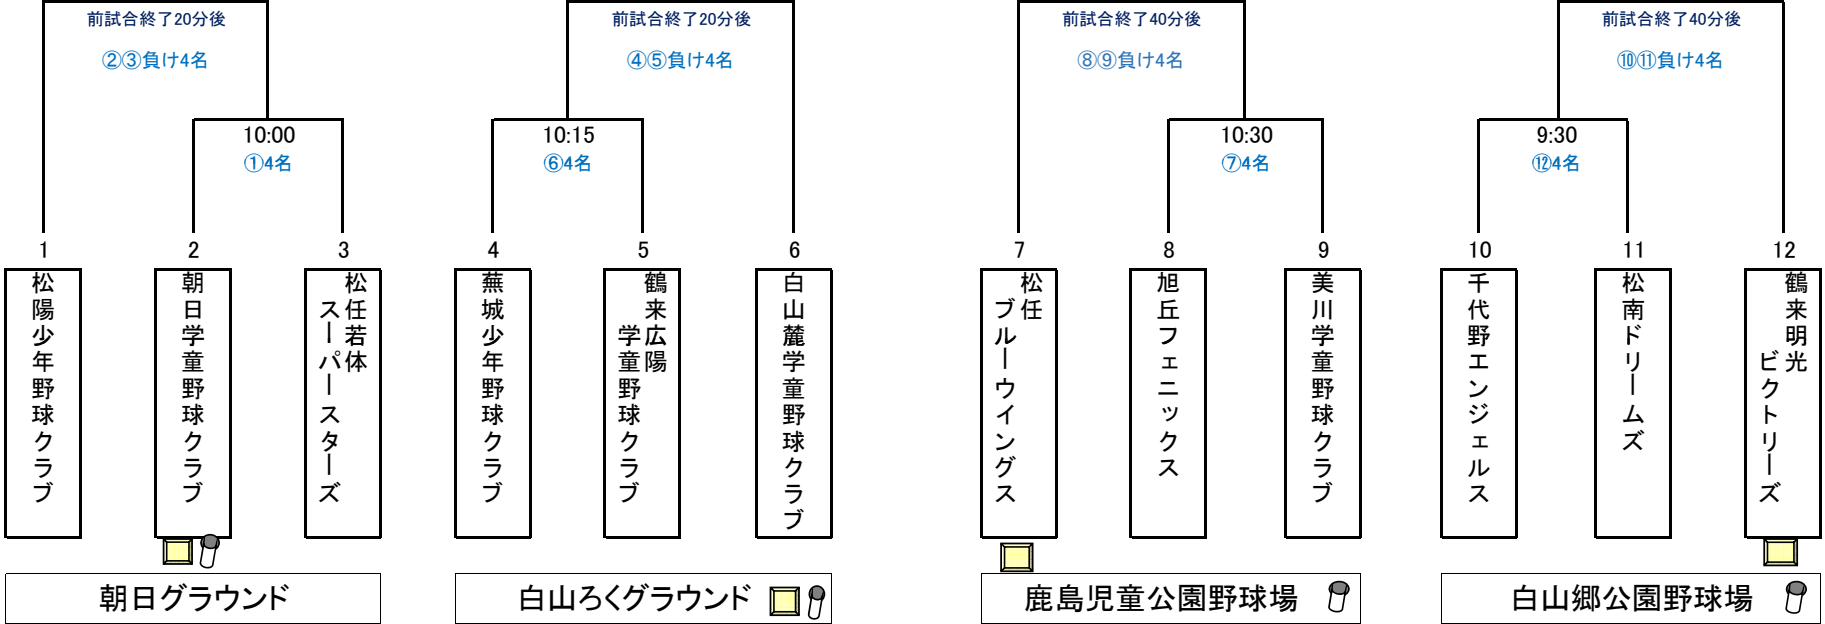 前試合終了20分後
②③負け4名
10:00
①4名
前試合終了20分後
④⑤負け4名
10:15
⑥4名
前試合終了40分後
⑧⑨負け4名
10:30
⑦4名
前試合終了40分後
⑩⑪負け4名
9:30
⑫4名
1
松陽少年野球クラブ
2
朝日学童野球クラブ
3
松任若体
スーパースターズ
4
蕪城少年野球クラブ
5
鶴来広陽
学童野球クラブ
6
白山麓学童野球クラブ
7
松任
ブルーウイングス
8
旭丘フェニックス
9
美川学童野球クラブ
10
千代野エンジェルス
11
松南ドリームズ
12
鶴来明光
ビクトリーズ
朝日グラウンド
白山ろくグラウンド
鹿島児童公園野球場
白山郷公園野球場